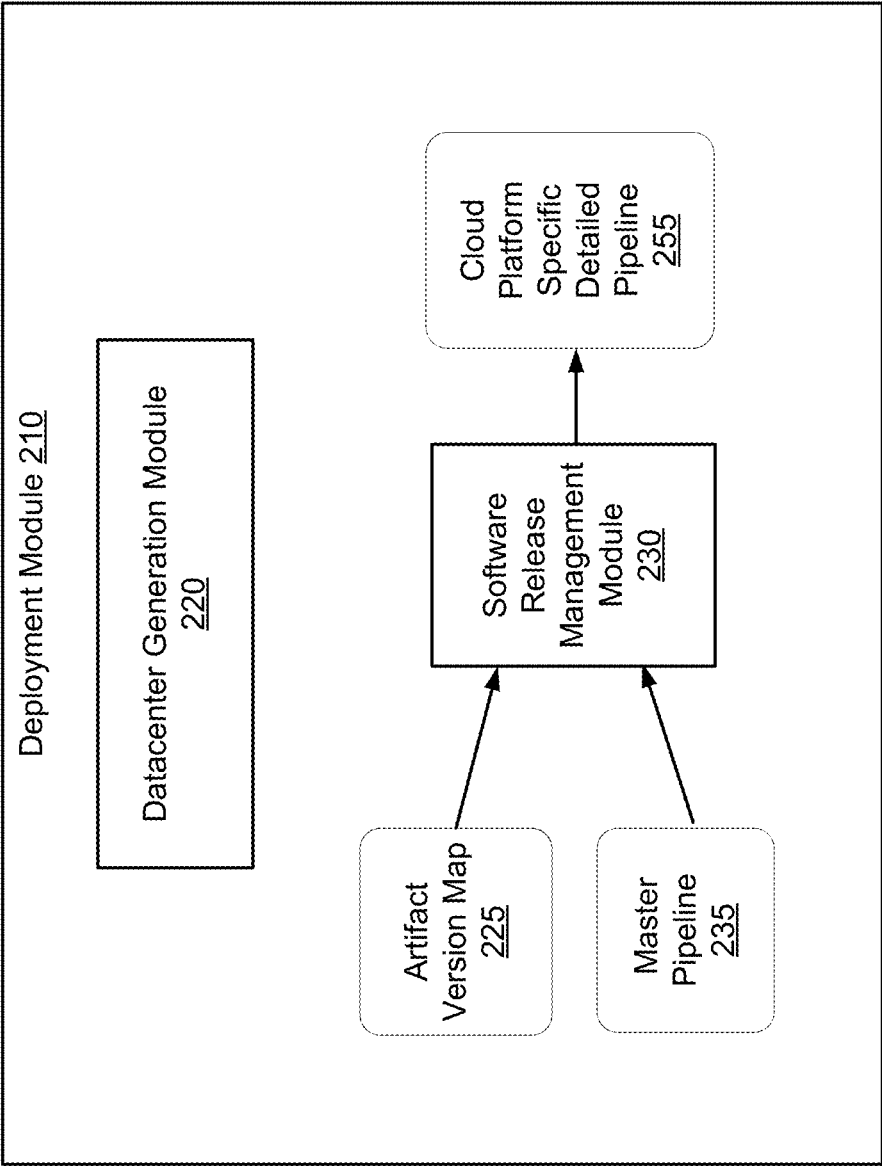 Deployment Module 210
Datacenter Generation Module
220
Artifact
Version Map
225
Master
Pipeline
235
Software
Release
Management
Module
230
Cloud
Platform
Specific
Detailed
Pipeline
255